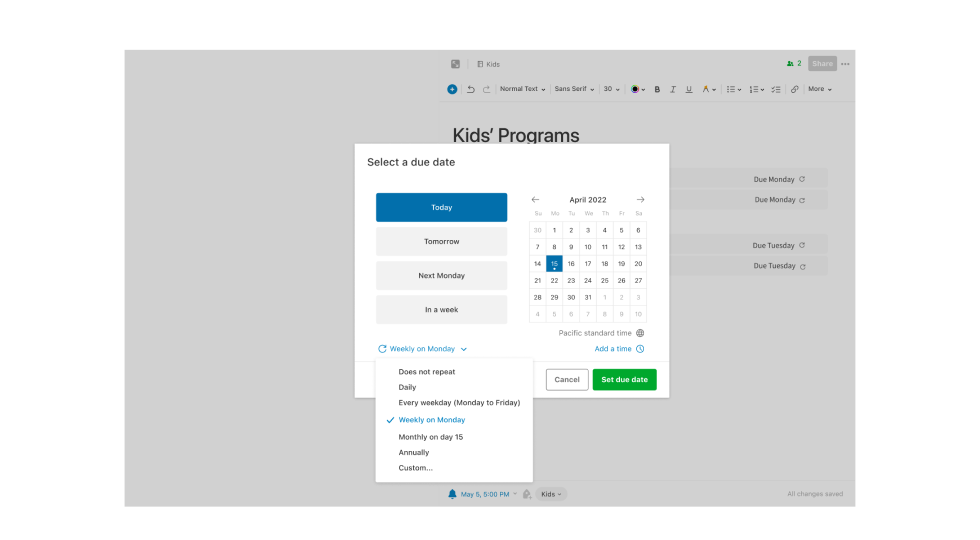 Kids
2
Share
Normal Text
Sans Serif
30
B
I
U
A
More
Kids' Programs
Due Monday
Due Monday
Due Tuesday
Due Tuesday
Select a due date
Today
Tomorrow
Next Monday
In a week
April 2022
Su Mo Tu We Th Fr Sa
30 1 2 3 4 5 6
7 8 9 10 11 12 13
14 15 16 17 18 19 20
21 22 23 24 25 26 27
28 29 30 31 1 2 3
4 5 6 7 8 9 10
Pacific standard time
Weekly on Monday
Add a time
Cancel
Set due date
Does not repeat
Daily
Every weekday (Monday to Friday)
Weekly on Monday
Monthly on day 15
Annually
Custom...
May 5, 5:00 PM
Kids
All changes saved